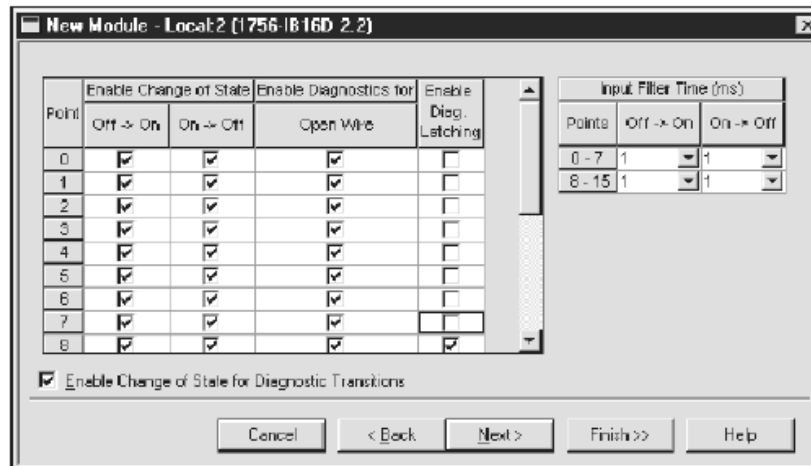 New Module - Local:2 (1756-IB16D 2.2)
Point
Enable Change of State
Off -> On
On -> Off
Enable Diagnostics for
Open Wire
Enable Diag. Latching
0
1
2
3
4
5
6
7
8
Input Filter Time (ms)
Points Off -> On On -> Off
0 - 7 1 1
8 - 15 1 1
Enable Change of State for Diagnostic Transitions
Cancel < Back Next > Finish >> Help